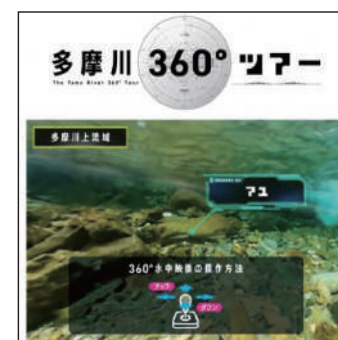 多摩川 360° ツアー
The Tama River 360° Tour
多摩川上流域
アユ
360°水中映像の操作方法
アップ
ダウン